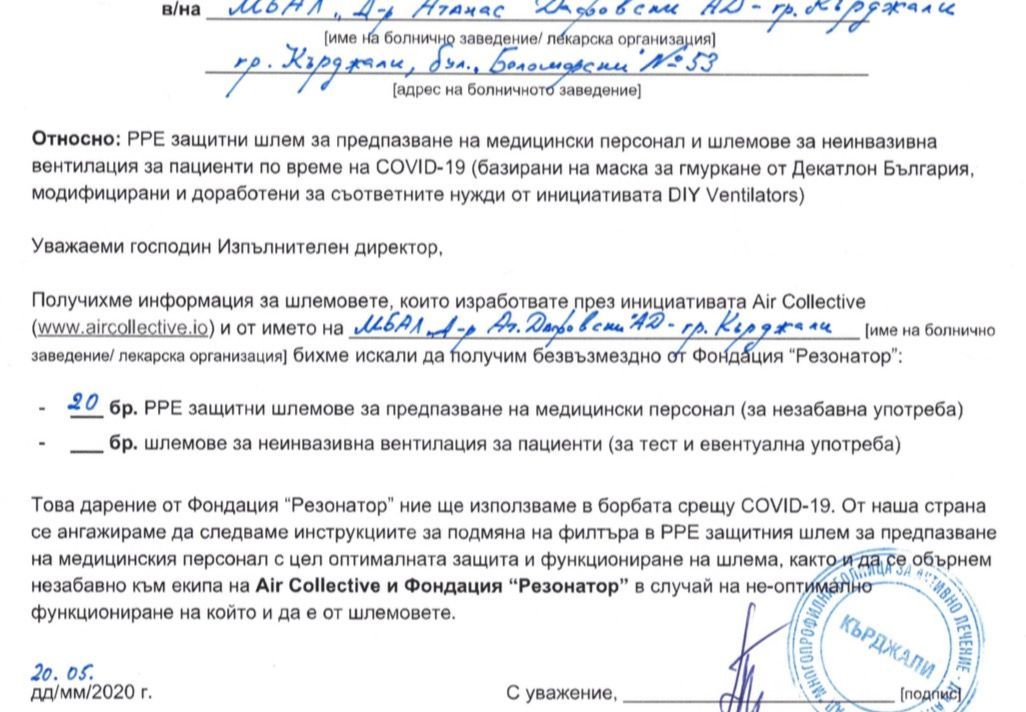 в/на МБАЛ „Д-р Атанас Дафовски" АД - гр. Кърджали
[име на болнично заведение/ лекарска организация]
гр. Кърджали, бул. „Беломорски" № 53
[адрес на болничното заведение]
Относно: PPE защитни шлем за предпазване на медицински персонал и шлемове за неинвазивна
вентилация за пациенти по време на COVID-19 (базирани на маска за гмуркане от Декатлон България,
модифицирани и доработени за съответните нужди от инициативата DIY Ventilators)
Уважаеми господин Изпълнителен директор,
Получихме информация за шлемовете, които изработвате през инициативата Air Collective
(www.aircollective.io) и от името на МБАЛ „Д-р Ат. Дафовски" АД - гр. Кърджали [име на болнично
заведение/ лекарска организация] бихме искали да получим безвъзмездно от Фондация “Резонатор”:
- 20 бр. PPE защитни шлемове за предпазване на медицински персонал (за незабавна употреба)
- ___ бр. шлемове за неинвазивна вентилация за пациенти (за тест и евентуална употреба)
Това дарение от Фондация “Резонатор” ние ще използваме в борбата срещу COVID-19. От наша страна
се ангажираме да следваме инструкциите за подмяна на филтъра в PPE защитния шлем за предпазване
на медицинския персонал с цел оптималната защита и функциониране на шлема, както и да се обърнем
незабавно към екипа на Air Collective и Фондация “Резонатор” в случай на не-оптимално
функциониране на който и да е от шлемовете.
МНОГОПРОФИЛНА БОЛНИЦА ЗА АКТИВНО ЛЕЧЕНИЕ
КЪРДЖАЛИ
20. 05.
дд/мм/2020 г.
С уважение, [подпис]